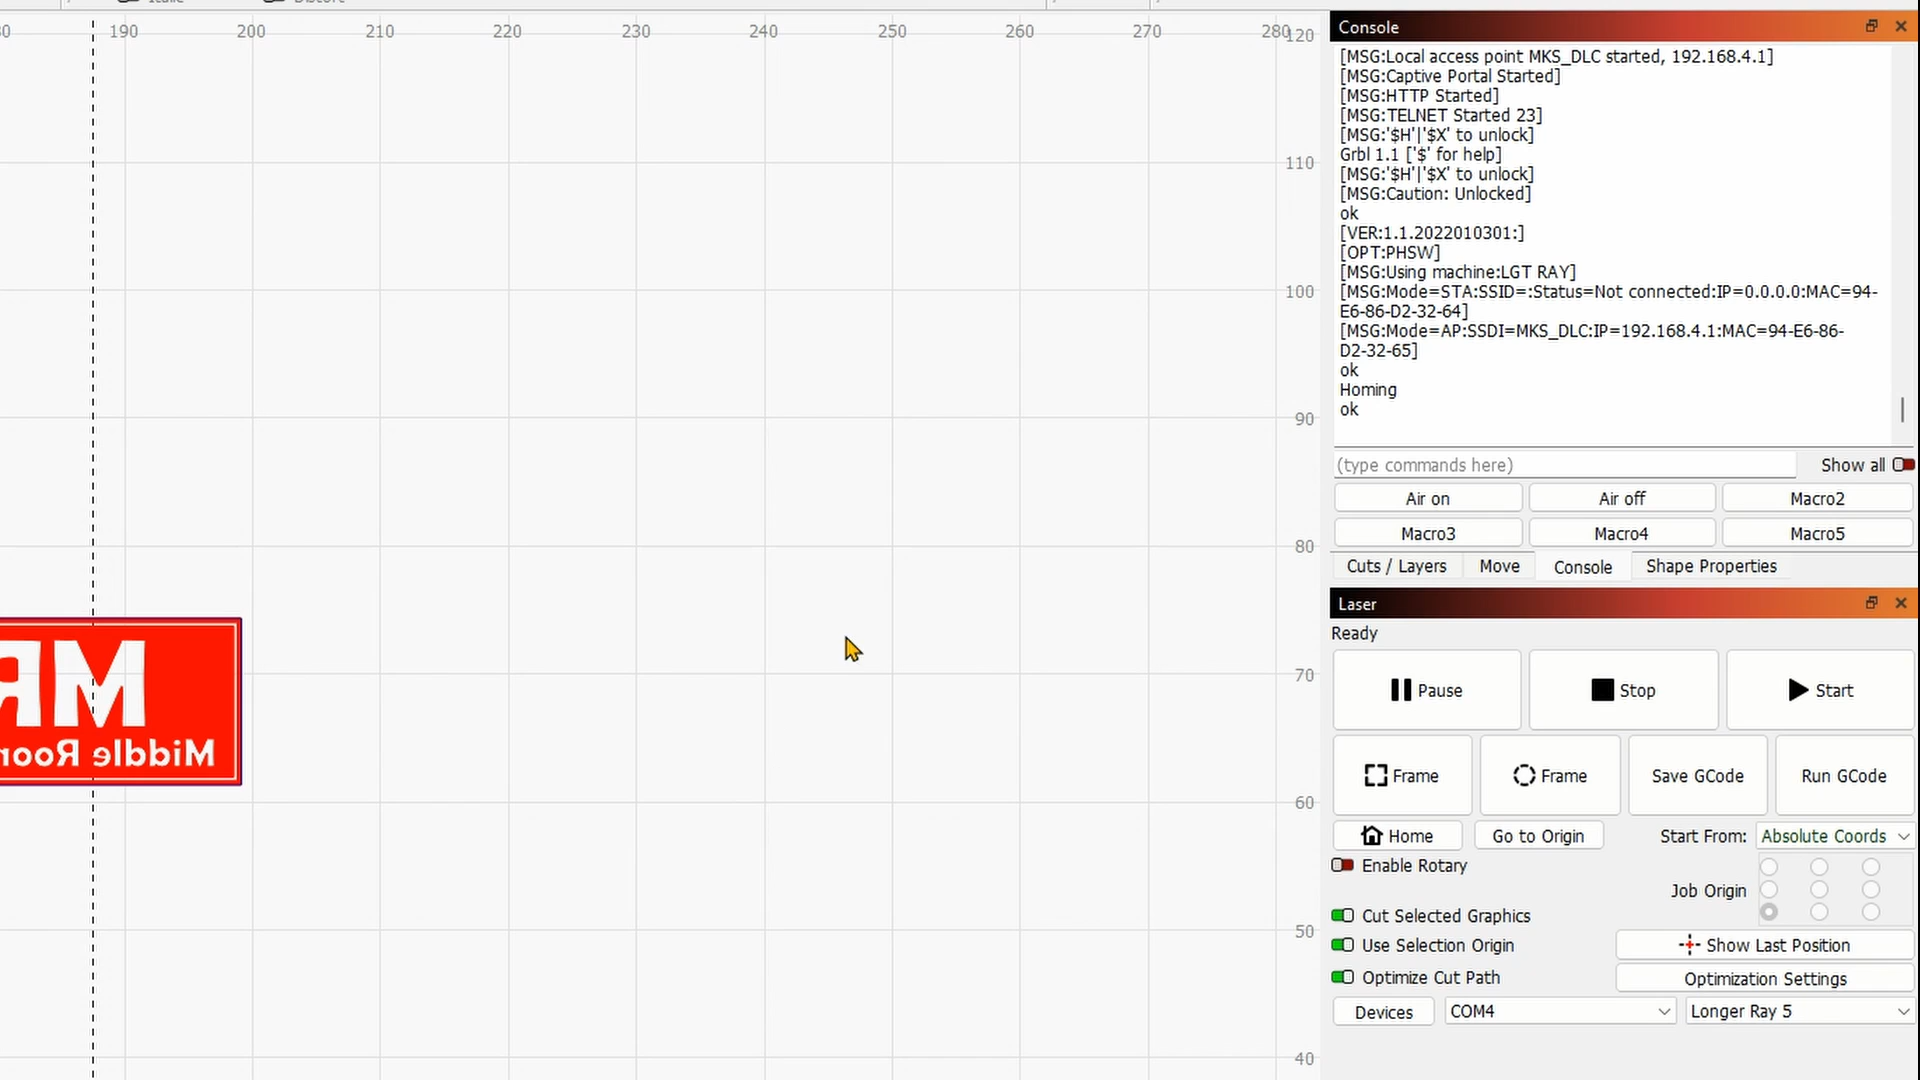 190 200 210 220 230 240 250 260 270 280
120
110
100
90
80
70
60
50
40
MR
Middle Roor
Console
[MSG:Local access point MKS_DLC started, 192.168.4.1]
[MSG:Captive Portal Started]
[MSG:HTTP Started]
[MSG:TELNET Started 23]
[MSG:'$H'|'$X' to unlock]
Grbl 1.1 ['$' for help]
[MSG:'$H'|'$X' to unlock]
[MSG:Caution: Unlocked]
ok
[VER:1.1.2022010301:]
[OPT:PHSW]
[MSG:Using machine:LGT RAY]
[MSG:Mode=STA:SSID=:Status=Not connected:IP=0.0.0.0:MAC=94-
E6-86-D2-32-64]
[MSG:Mode=AP:SSDI=MKS_DLC:IP=192.168.4.1:MAC=94-E6-86-
D2-32-65]
ok
Homing
ok
(type commands here) Show all
Air on Air off Macro2
Macro3 Macro4 Macro5
Cuts / Layers Move Console Shape Properties
Laser
Ready
Pause Stop Start
Frame Frame Save GCode Run GCode
Home Go to Origin Start From: Absolute Coords
Enable Rotary
Job Origin
Cut Selected Graphics
Use Selection Origin Show Last Position
Optimize Cut Path Optimization Settings
Devices COM4 Longer Ray 5